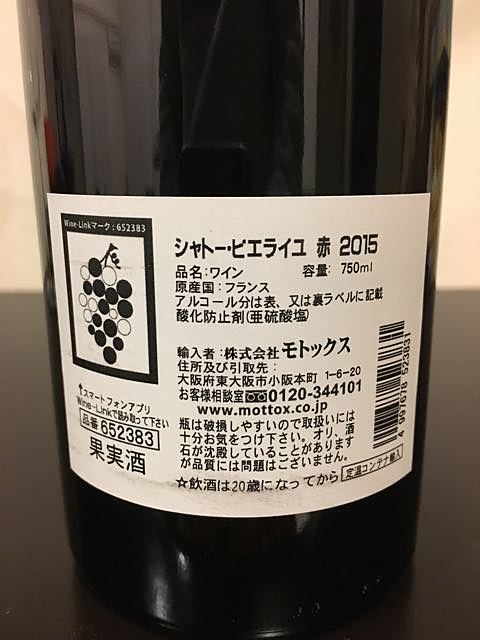 Wine-Linkマーク:652383
↑スマートフォンアプリ
Wine-Linkで読み取って下さい
品番 652383
果実酒
シャトー・ピエライユ 赤 2015
品名:ワイン 容量: 750ml
原産国:フランス
アルコール分は表、又は裏ラベルに記載
酸化防止剤(亜硫酸塩)
輸入者:株式会社モトックス
住所及び引取先:
大阪府東大阪市小阪本町 1-6-20
お客様相談室 0120-344101
www.mottox.co.jp
瓶は破損しやすいので取扱いには
十分お気をつけ下さい。オリ、酒
石が沈殿していることがあります
が品質には問題はございません。
☆飲酒は20歳になってから 定温コンテナ輸入
4 991678 523831